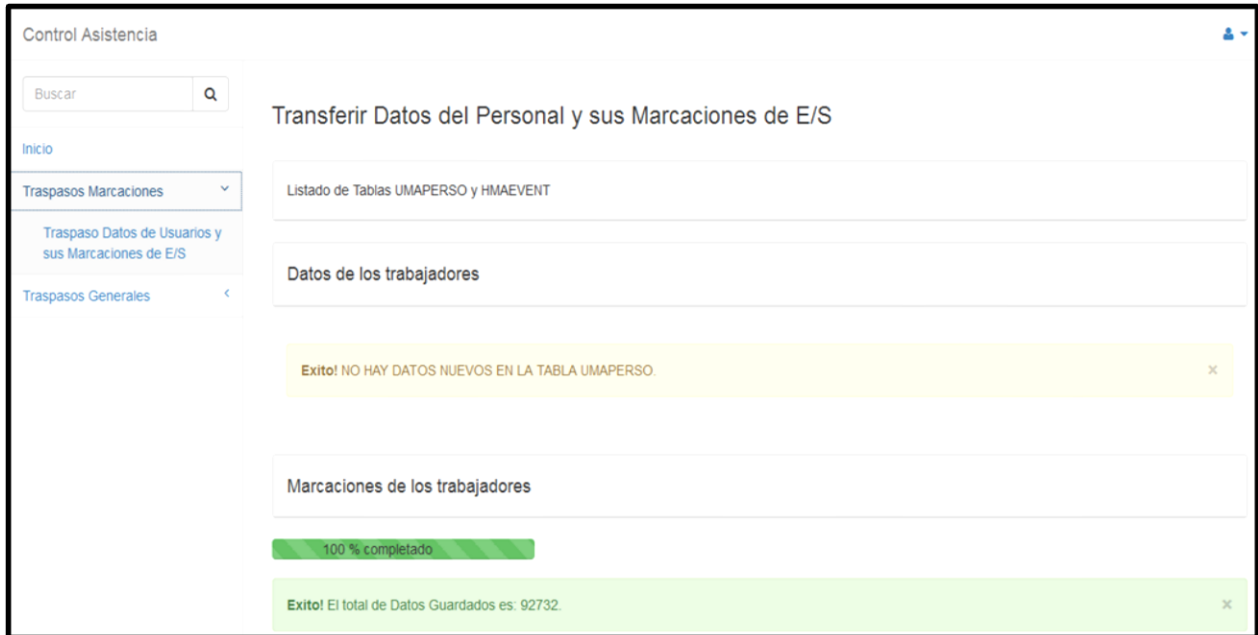 Control Asistencia
Buscar
Inicio
Traspasos Marcaciones
Traspaso Datos de Usuarios y
sus Marcaciones de E/S
Traspasos Generales
Transferir Datos del Personal y sus Marcaciones de E/S
Listado de Tablas UMAPERSO y HMAEVENT
Datos de los trabajadores
Exito! NO HAY DATOS NUEVOS EN LA TABLA UMAPERSO.
×
Marcaciones de los trabajadores
100 % completado
Exito! El total de Datos Guardados es: 92732.
×